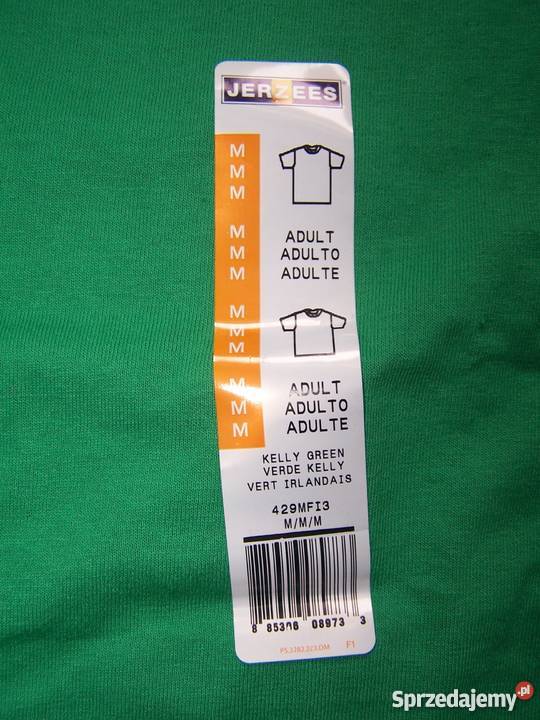 JERZEES
M
M
M
M
M
M
M
M
M
M
M
M
ADULT
ADULTO
ADULTE
ADULT
ADULTO
ADULTE
KELLY GREEN
VERDE KELLY
VERT IRLANDAIS
429MFI3
M/M/M
8 85306 08973 3
F1
Sprzedajemy.pl